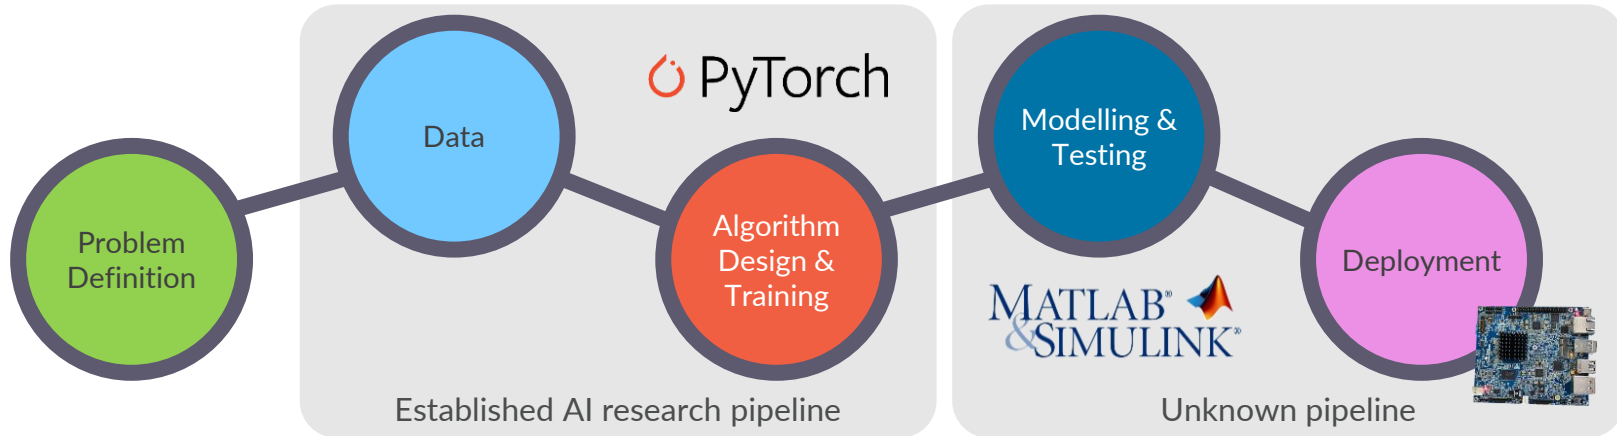 Problem
Definition
Data
PyTorch
Algorithm
Design &
Training
Established AI research pipeline
Modelling &
Testing
MATLAB®
&SIMULINK®
Deployment
Unknown pipeline